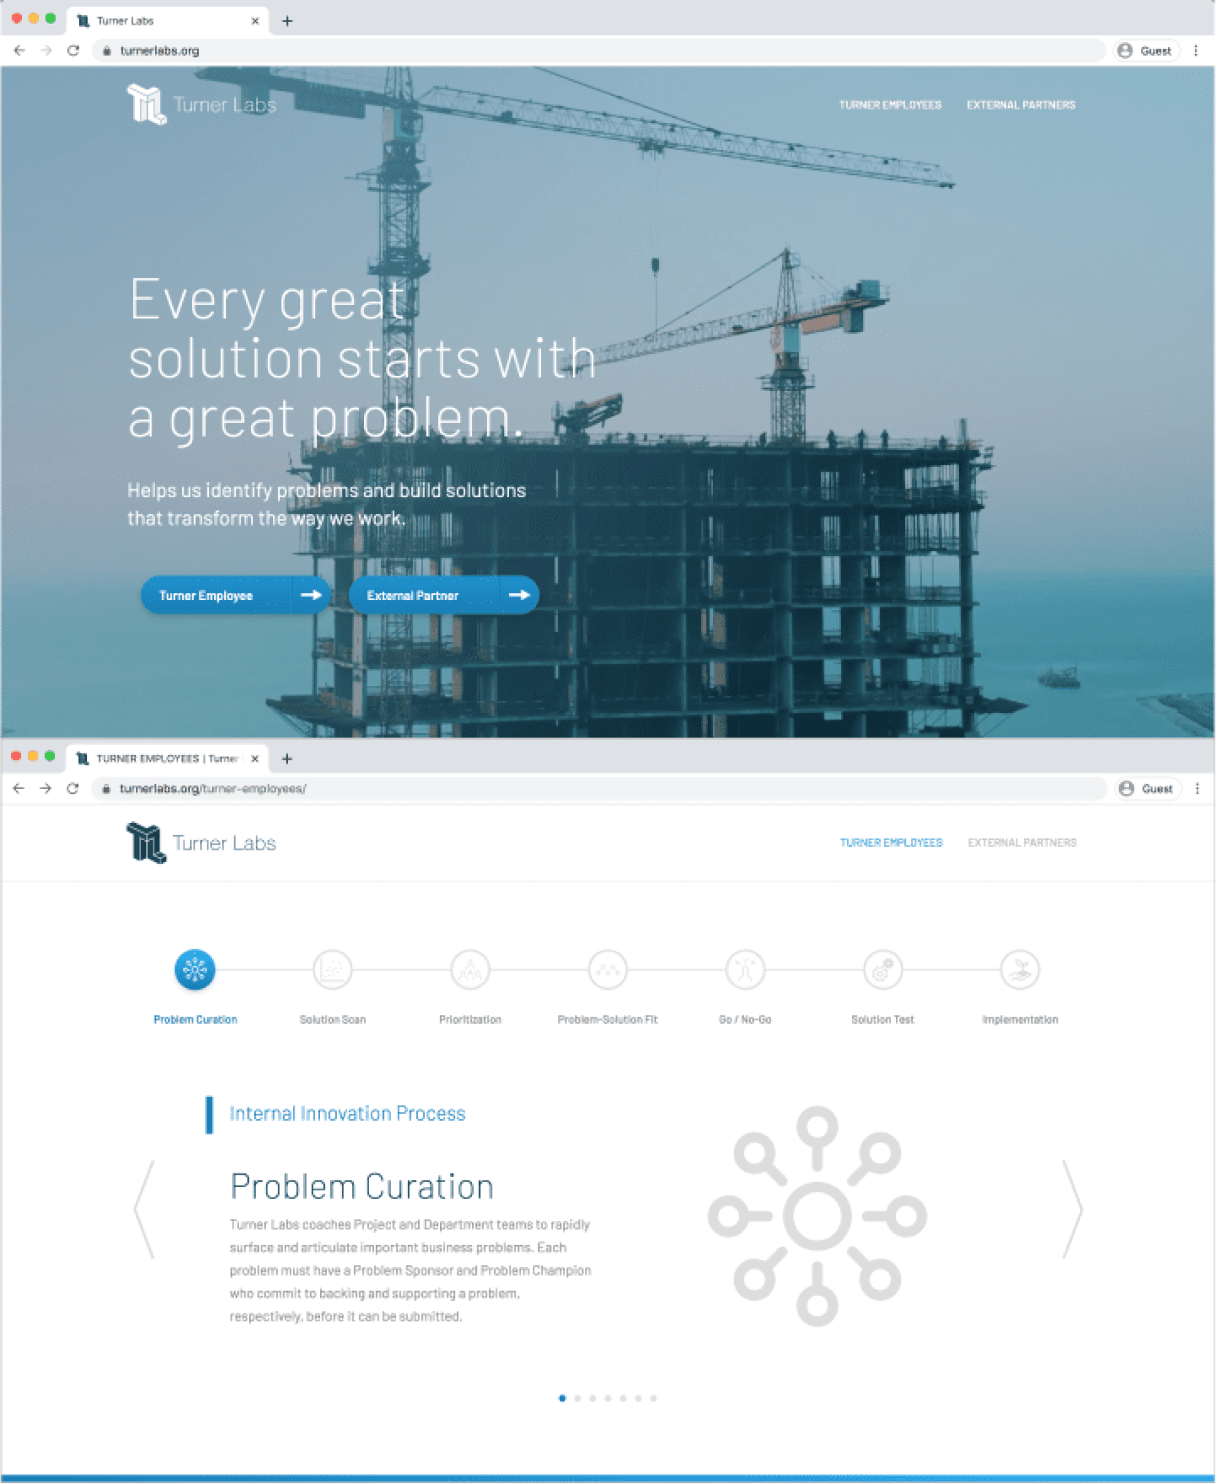 Turner Labs
turnerlabs.org
Guest
Turner Labs
TURNER EMPLOYEES EXTERNAL PARTNERS
Every great
solution starts with
a great problem.
Helps us identify problems and build solutions
that transform the way we work.
Turner Employee
External Partner
TURNER EMPLOYEES | Turner
turnerlabs.org/turner-employees/
Guest
Turner Labs
TURNER EMPLOYEES EXTERNAL PARTNERS
Problem Curation
Solution Scan
Prioritization
Problem-Solution Fit
Go / No-Go
Solution Test
Implementation
Internal Innovation Process
Problem Curation
Turner Labs coaches Project and Department teams to rapidly
surface and articulate important business problems. Each
problem must have a Problem Sponsor and Problem Champion
who commit to backing and supporting a problem,
respectively, before it can be submitted.